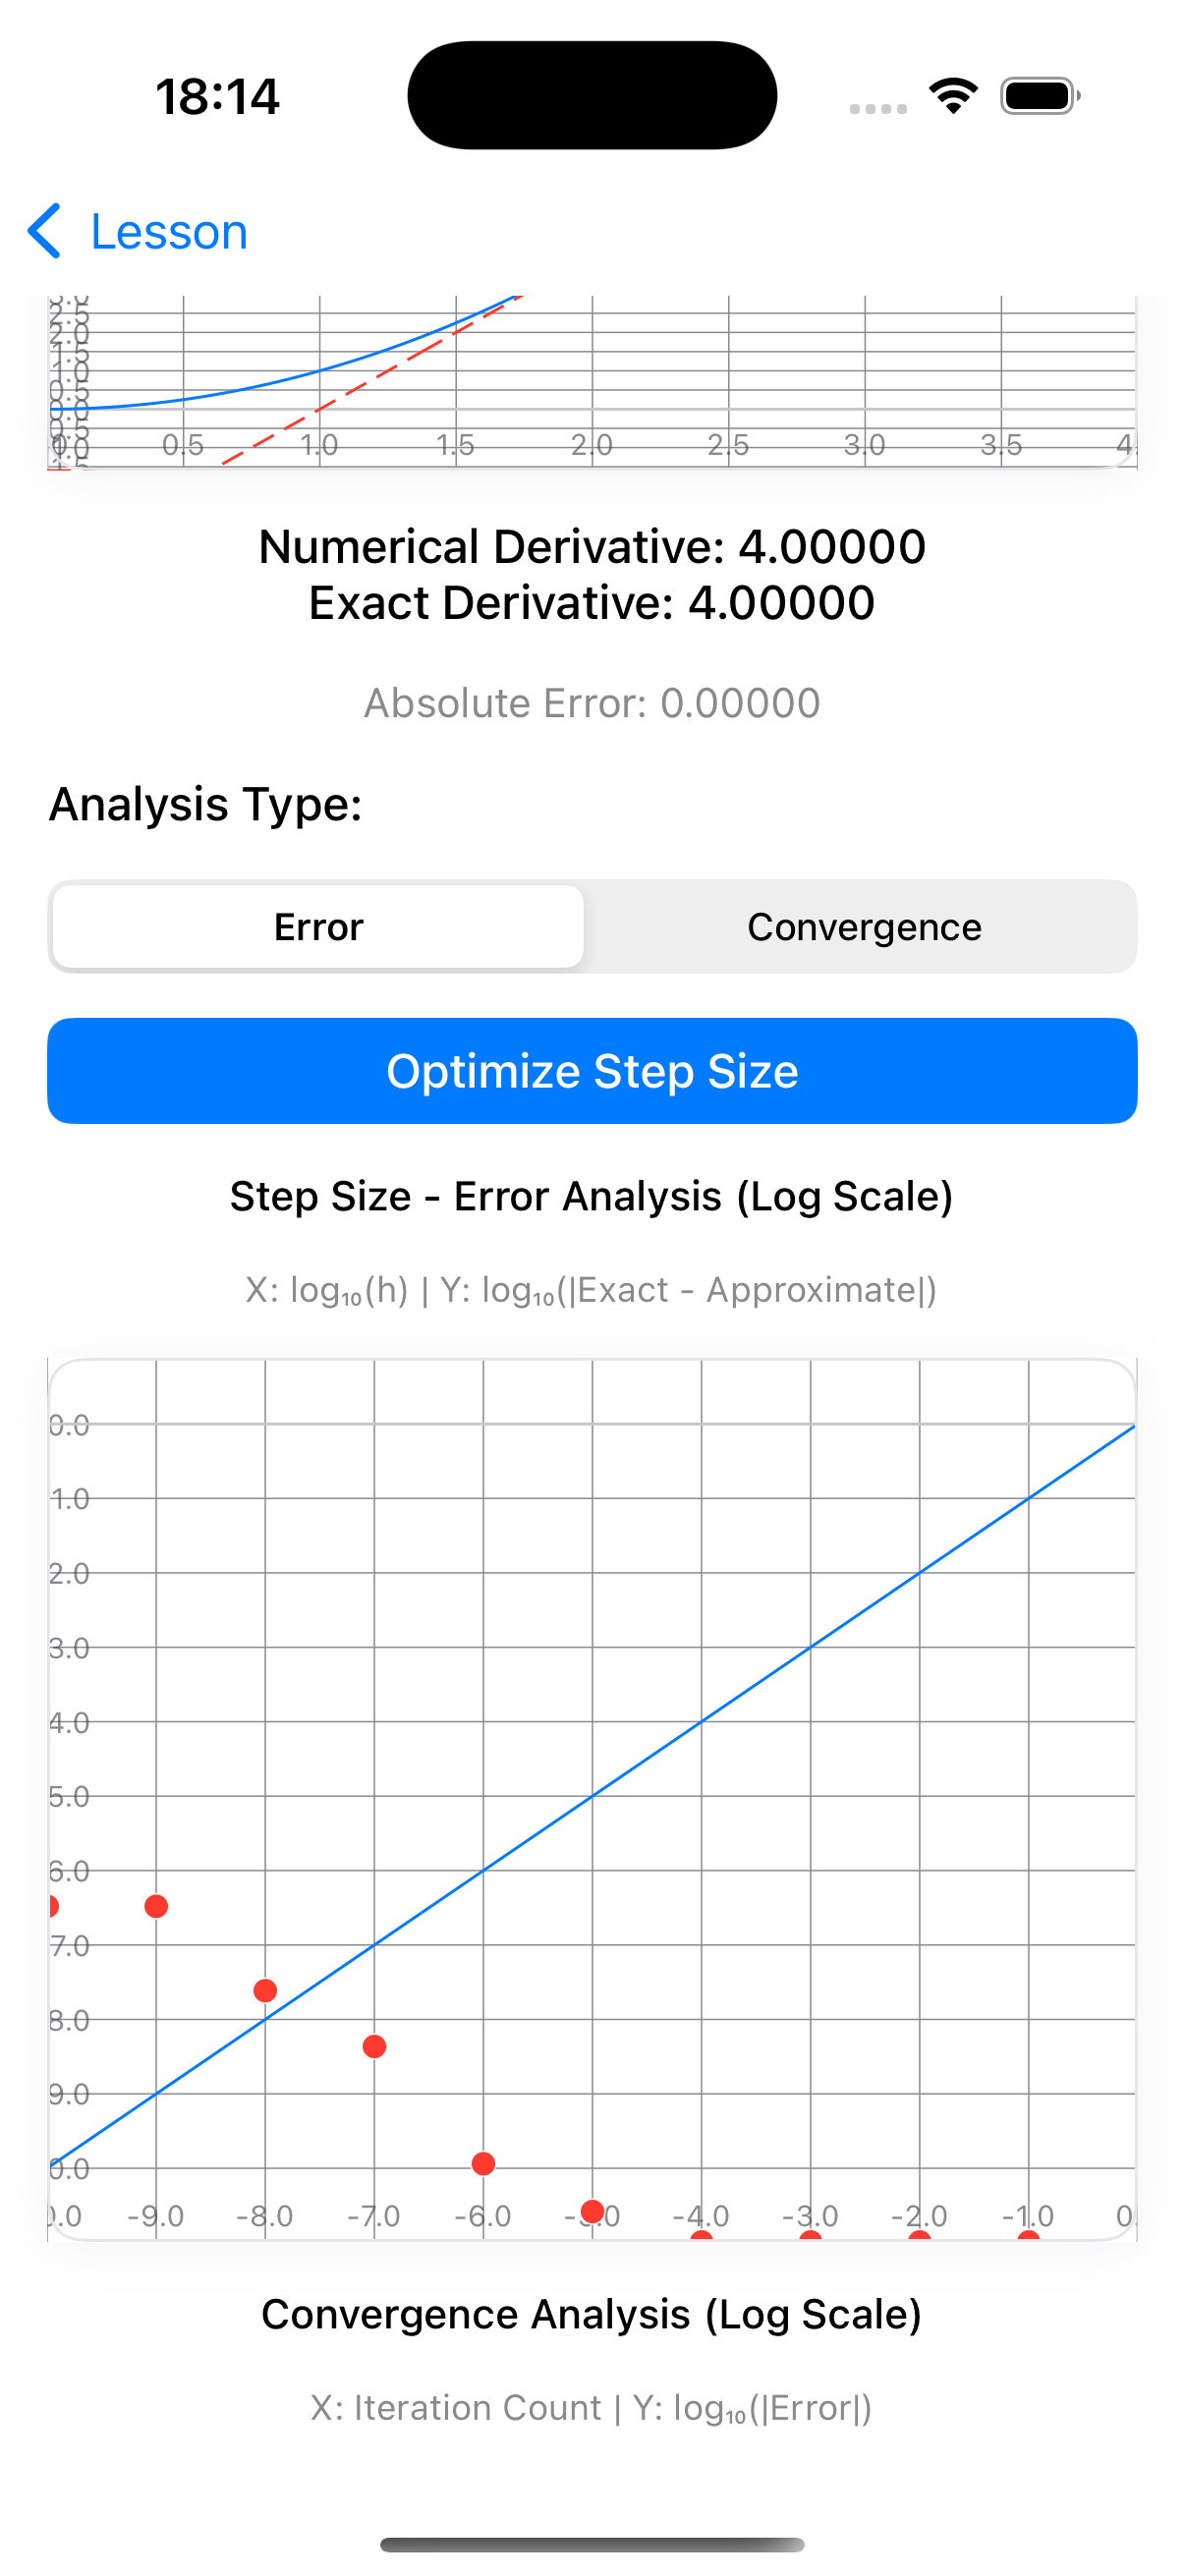 18:14
Lesson
2.5
2.0
1.5
1.0
0.5
0.0
0.5
1.0
0.5 1.0 1.5 2.0 2.5 3.0 3.5 4.
Numerical Derivative: 4.00000
Exact Derivative: 4.00000
Absolute Error: 0.00000
Analysis Type:
Error Convergence
Optimize Step Size
Step Size - Error Analysis (Log Scale)
X: log₁₀(h) | Y: log₁₀(|Exact - Approximate|)
0.0
1.0
2.0
3.0
4.0
5.0
6.0
7.0
8.0
9.0
0.0
.0 -9.0 -8.0 -7.0 -6.0 -4.0 -3.0 -2.0 -1.0 0.
Convergence Analysis (Log Scale)
X: Iteration Count | Y: log₁₀(|Error|)